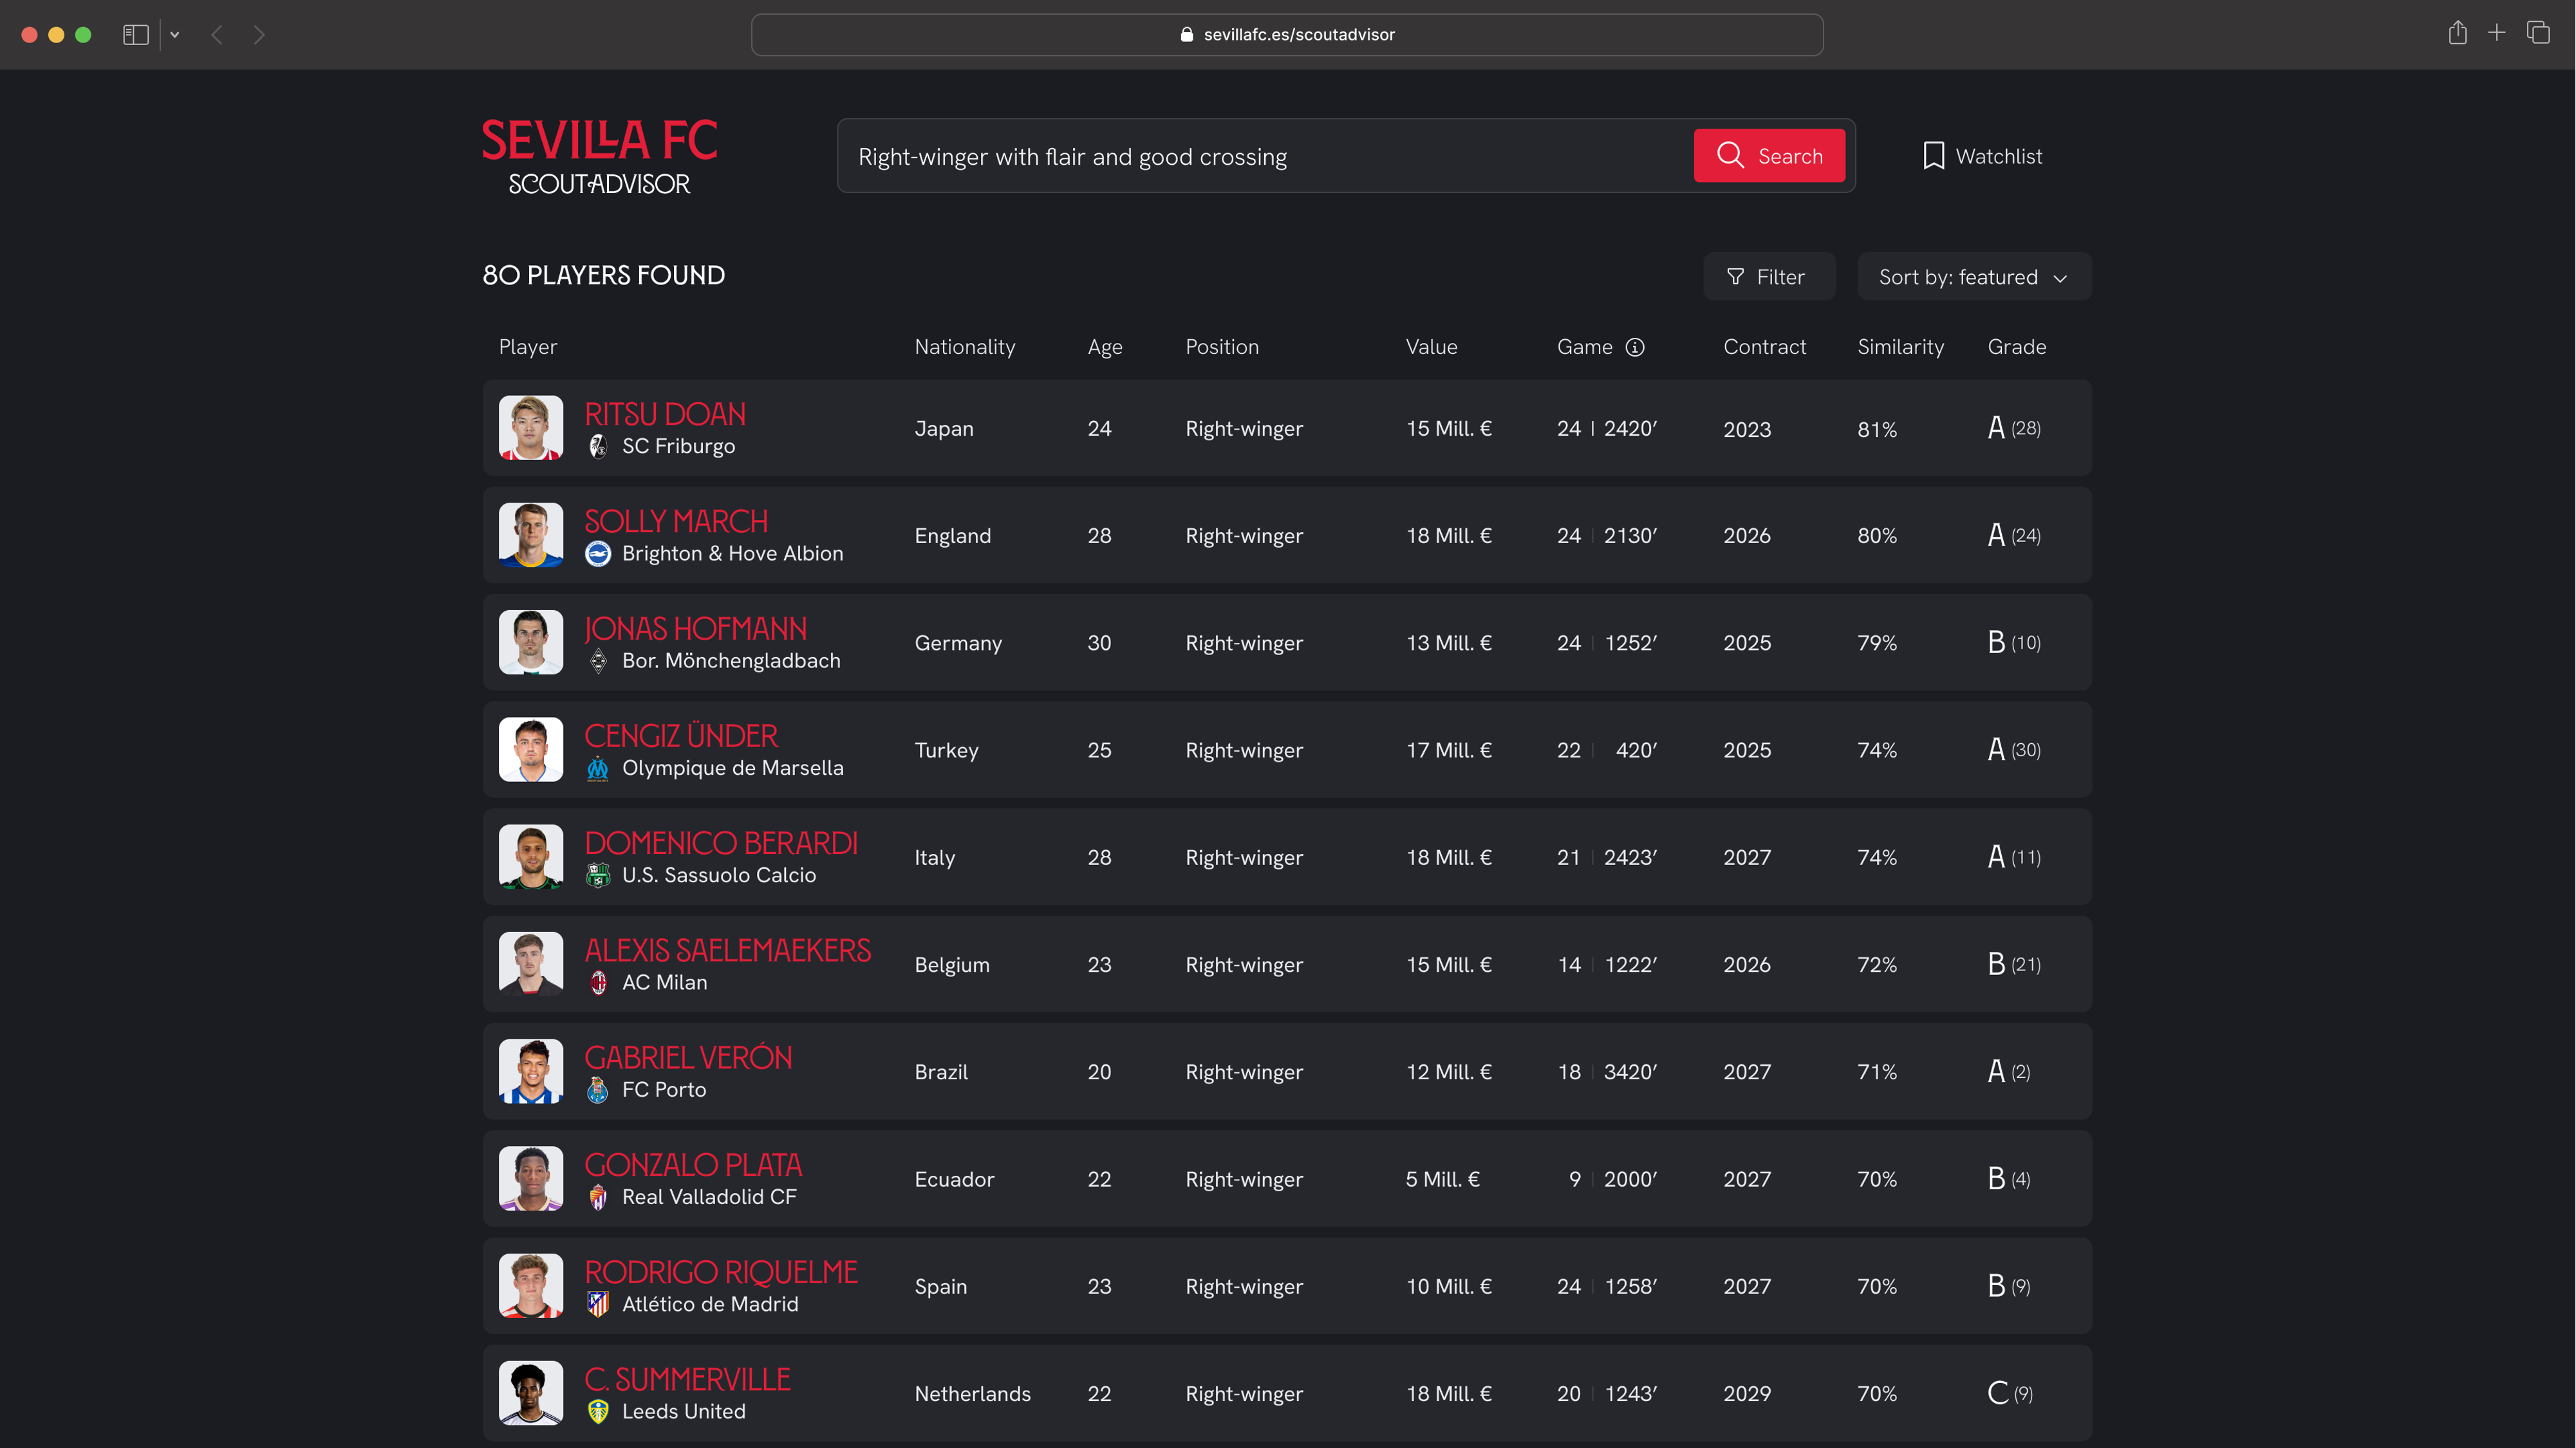 sevillafc.es/scoutadvisor
SEVILLA FC
SCOUTADVISOR
Right-winger with flair and good crossing
Search
Watchlist
80 PLAYERS FOUND
Filter
Sort by: featured
Player Nationality Age Position Value Game Contract Similarity Grade
RITSU DOAN
SC Friburgo
Japan 24 Right-winger 15 Mill. € 24 | 2420′ 2023 81% A (28)
SOLLY MARCH
Brighton & Hove Albion
England 28 Right-winger 18 Mill. € 24 | 2130′ 2026 80% A (24)
JONAS HOFMANN
Bor. Mönchengladbach
Germany 30 Right-winger 13 Mill. € 24 | 1252′ 2025 79% B (10)
CENGIZ ÜNDER
Olympique de Marsella
Turkey 25 Right-winger 17 Mill. € 22 | 420′ 2025 74% A (30)
DOMENICO BERARDI
U.S. Sassuolo Calcio
Italy 28 Right-winger 18 Mill. € 21 | 2423′ 2027 74% A (11)
ALEXIS SAELEMAEKERS
AC Milan
Belgium 23 Right-winger 15 Mill. € 14 | 1222′ 2026 72% B (21)
GABRIEL VERÓN
FC Porto
Brazil 20 Right-winger 12 Mill. € 18 | 3420′ 2027 71% A (2)
GONZALO PLATA
Real Valladolid CF
Ecuador 22 Right-winger 5 Mill. € 9 | 2000′ 2027 70% B (4)
RODRIGO RIQUELME
Atlético de Madrid
Spain 23 Right-winger 10 Mill. € 24 | 1258′ 2027 70% B (9)
C. SUMMERVILLE
Leeds United
Netherlands 22 Right-winger 18 Mill. € 20 | 1243′ 2029 70% C (9)